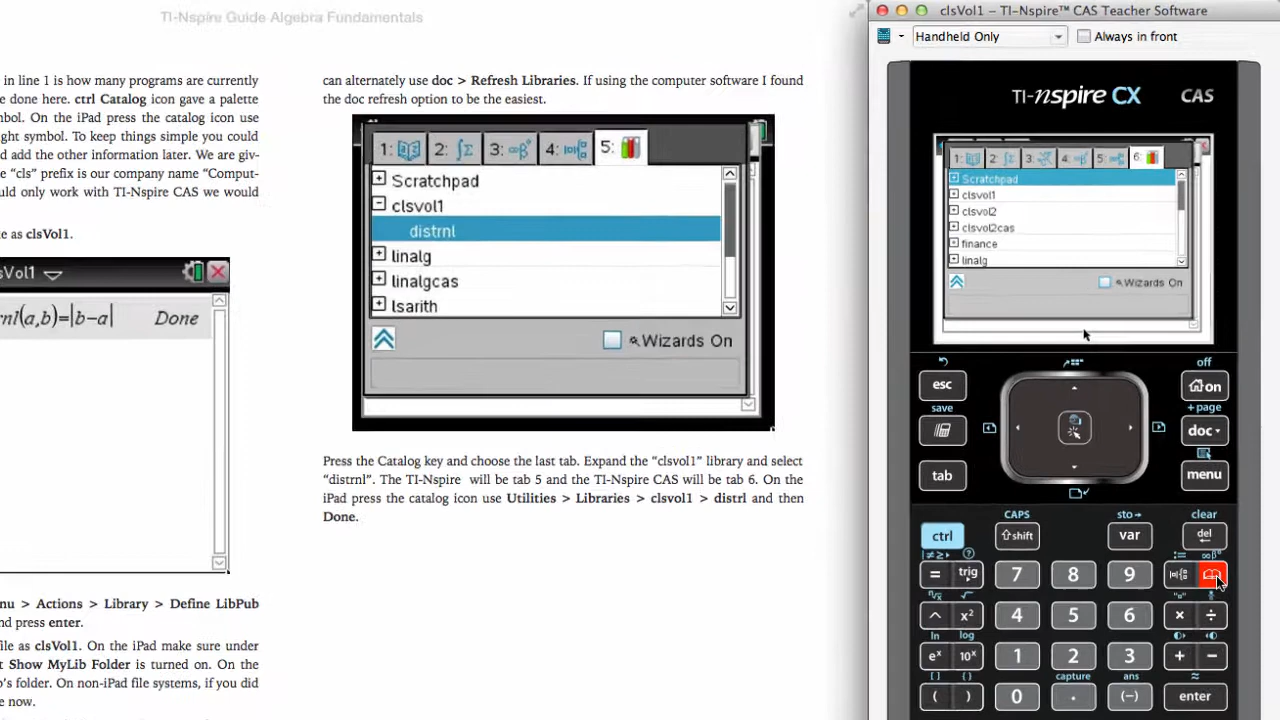 TI-Nspire Guide Algebra Fundamentals
in line 1 is how many programs are currently
e done here. ctrl Catalog icon gave a palette
bol. On the iPad press the catalog icon use
ght symbol. To keep things simple you could
d add the other information later. We are giv-
e “cls” prefix is our company name “Comput-
uld only work with TI-Nspire CAS we would
e as clsVol1.
sVol1
rnl(a,b)=|b−a| Done
nu > Actions > Library > Define LibPub
nd press enter.
ile as clsVol1. On the iPad make sure under
t Show MyLib Folder is turned on. On the
b’s folder. On non-iPad file systems, if you did
e now.
can alternately use doc > Refresh Libraries. If using the computer software I found
the doc refresh option to be the easiest.
1: 2: ∫Σ 3: ∞β° 4: 5:
Scratchpad
clsvol1
distrnl
linalg
linalgcas
lsarith
Wizards On
Press the Catalog key and choose the last tab. Expand the “clsvol1” library and select
“distrnl”. The TI-Nspire will be tab 5 and the TI-Nspire CAS will be tab 6. On the
iPad press the catalog icon use Utilities > Libraries > clsvol1 > distrl and then
Done.
clsVol1 – TI-Nspire™ CAS Teacher Software
Handheld Only Always in front
TI-nspire CX CAS
1: 2: ∫Σ 3: 4: ∞β° 5: 6:
Scratchpad
clsvol1
clsvol2
clsvol2cas
finance
linalg
Wizards On
off
esc on
save +page
doc
tab menu
CAPS sto→ clear
ctrl shift var del
|≠≥▸ := ∞β°
= trig 7 8 9
n√x √ "□"
^ x² 4 5 6 × ÷
ln log
eˣ 10ˣ 1 2 3 + −
[ ] { } capture ans ≈
( ) 0 . (−) enter